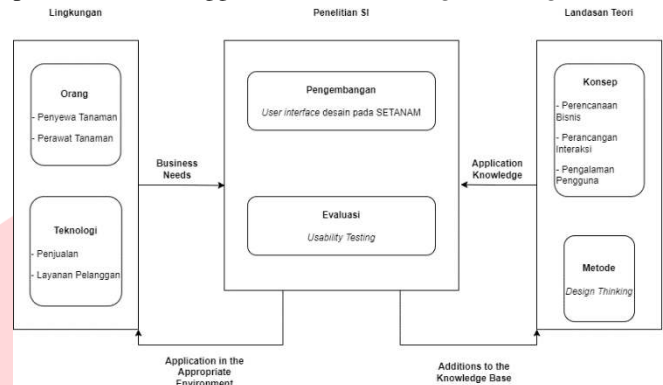 Lingkungan
Orang
- Penyewa Tanaman
- Perawat Tanaman
Teknologi
- Penjualan
- Layanan Pelanggan
Business
Needs
Penelitian SI
Pengembangan
User interface desain pada SETANAM
Evaluasi
Usability Testing
Application
Knowledge
Landasan Teori
Konsep
- Perencanaan
Bisnis
- Perancangan
Interaksi
- Pengalaman
Pengguna
Metode
Design Thinking
Application in the
Appropriate
Environment
Additions to the
Knowledge Base